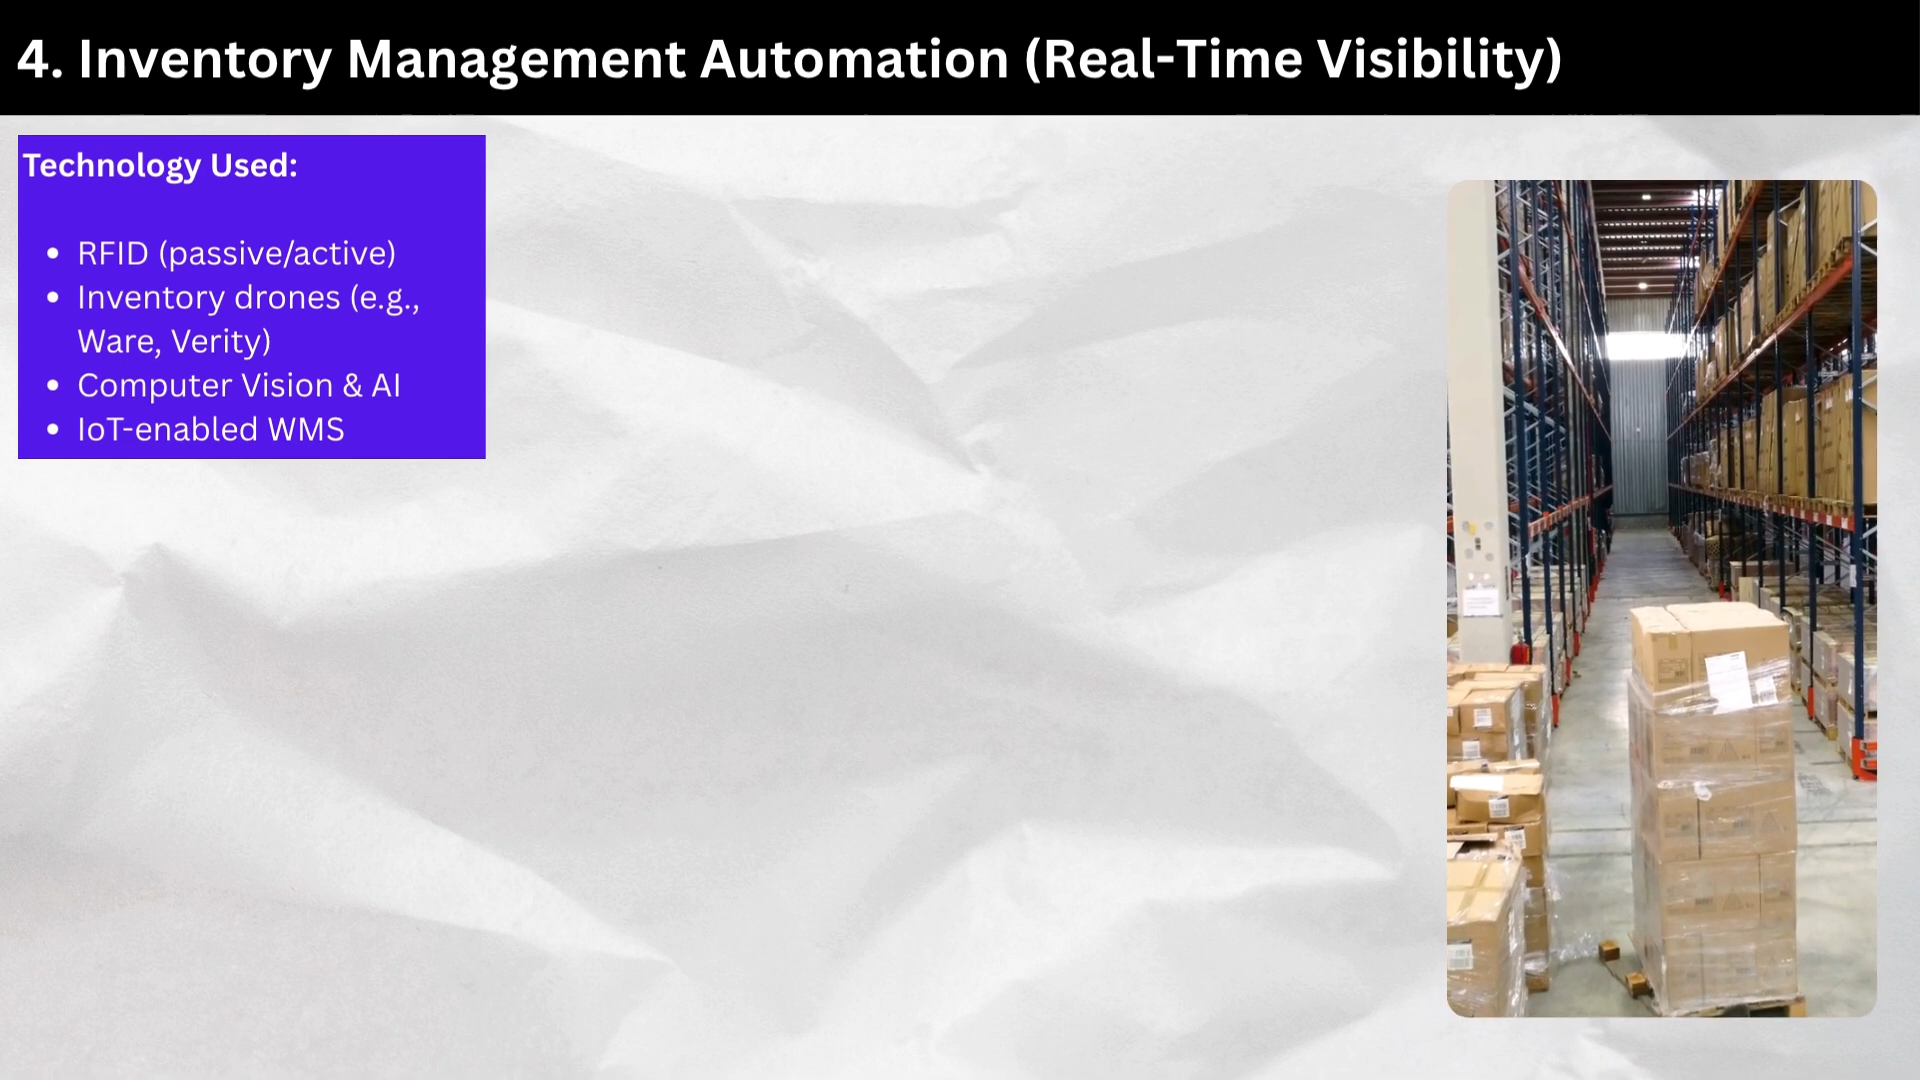 4. Inventory Management Automation (Real-Time Visibility)
Technology Used:
• RFID (passive/active)
• Inventory drones (e.g.,
Ware, Verity)
• Computer Vision & AI
• IoT-enabled WMS